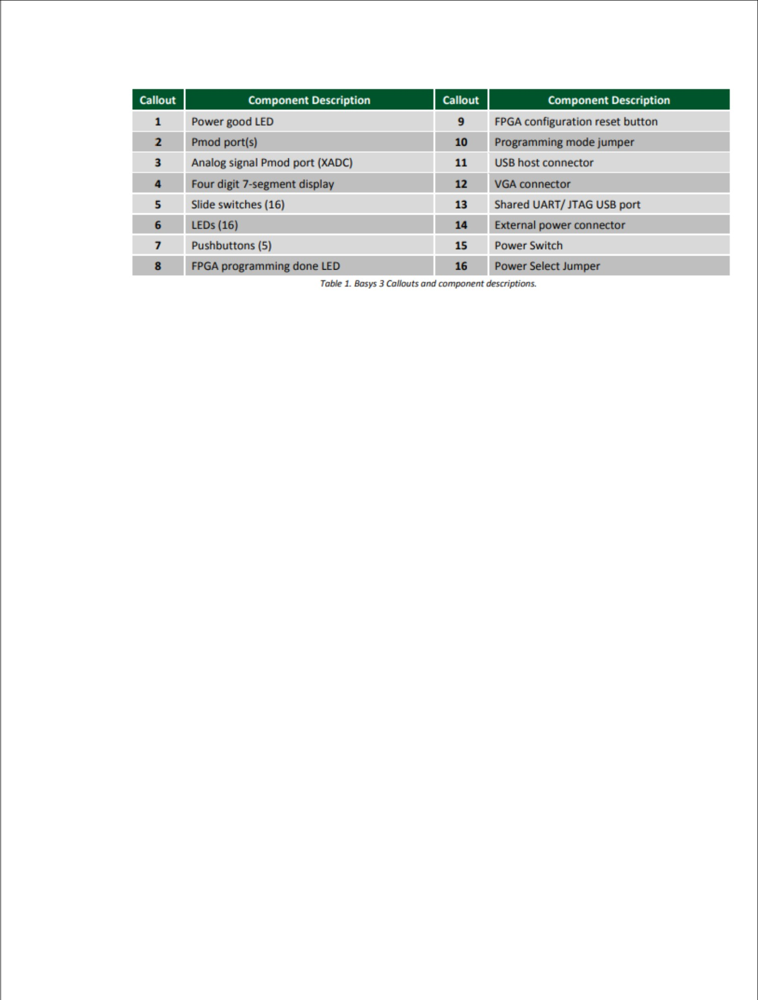 Callout Component Description Callout Component Description
1 Power good LED 9 FPGA configuration reset button
2 Pmod port(s) 10 Programming mode jumper
3 Analog signal Pmod port (XADC) 11 USB host connector
4 Four digit 7-segment display 12 VGA connector
5 Slide switches (16) 13 Shared UART/ JTAG USB port
6 LEDs (16) 14 External power connector
7 Pushbuttons (5) 15 Power Switch
8 FPGA programming done LED 16 Power Select Jumper
Table 1. Basys 3 Callouts and component descriptions.